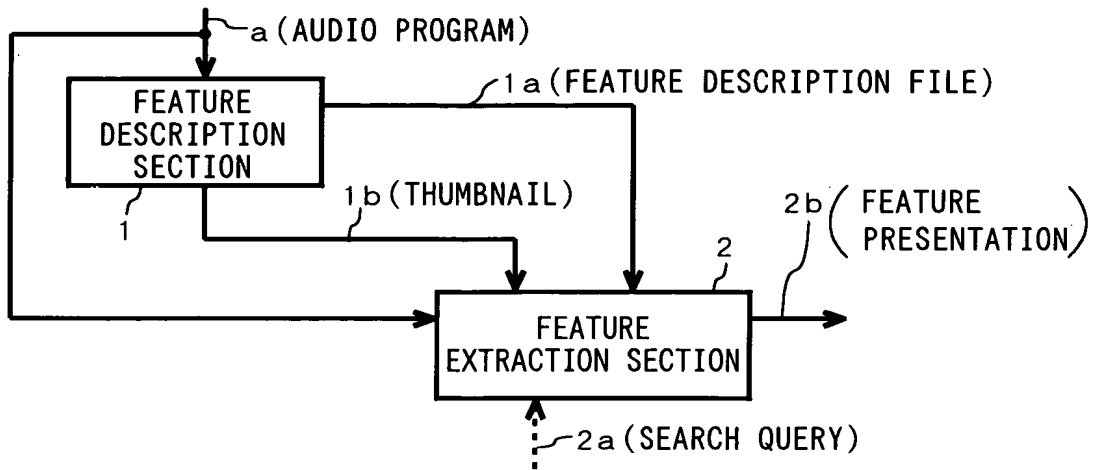 a (AUDIO PROGRAM)
1a (FEATURE DESCRIPTION FILE)
FEATURE
DESCRIPTION
SECTION
1
1b (THUMBNAIL)
2b ( FEATURE
PRESENTATION )
2
FEATURE
EXTRACTION SECTION
2a (SEARCH QUERY)